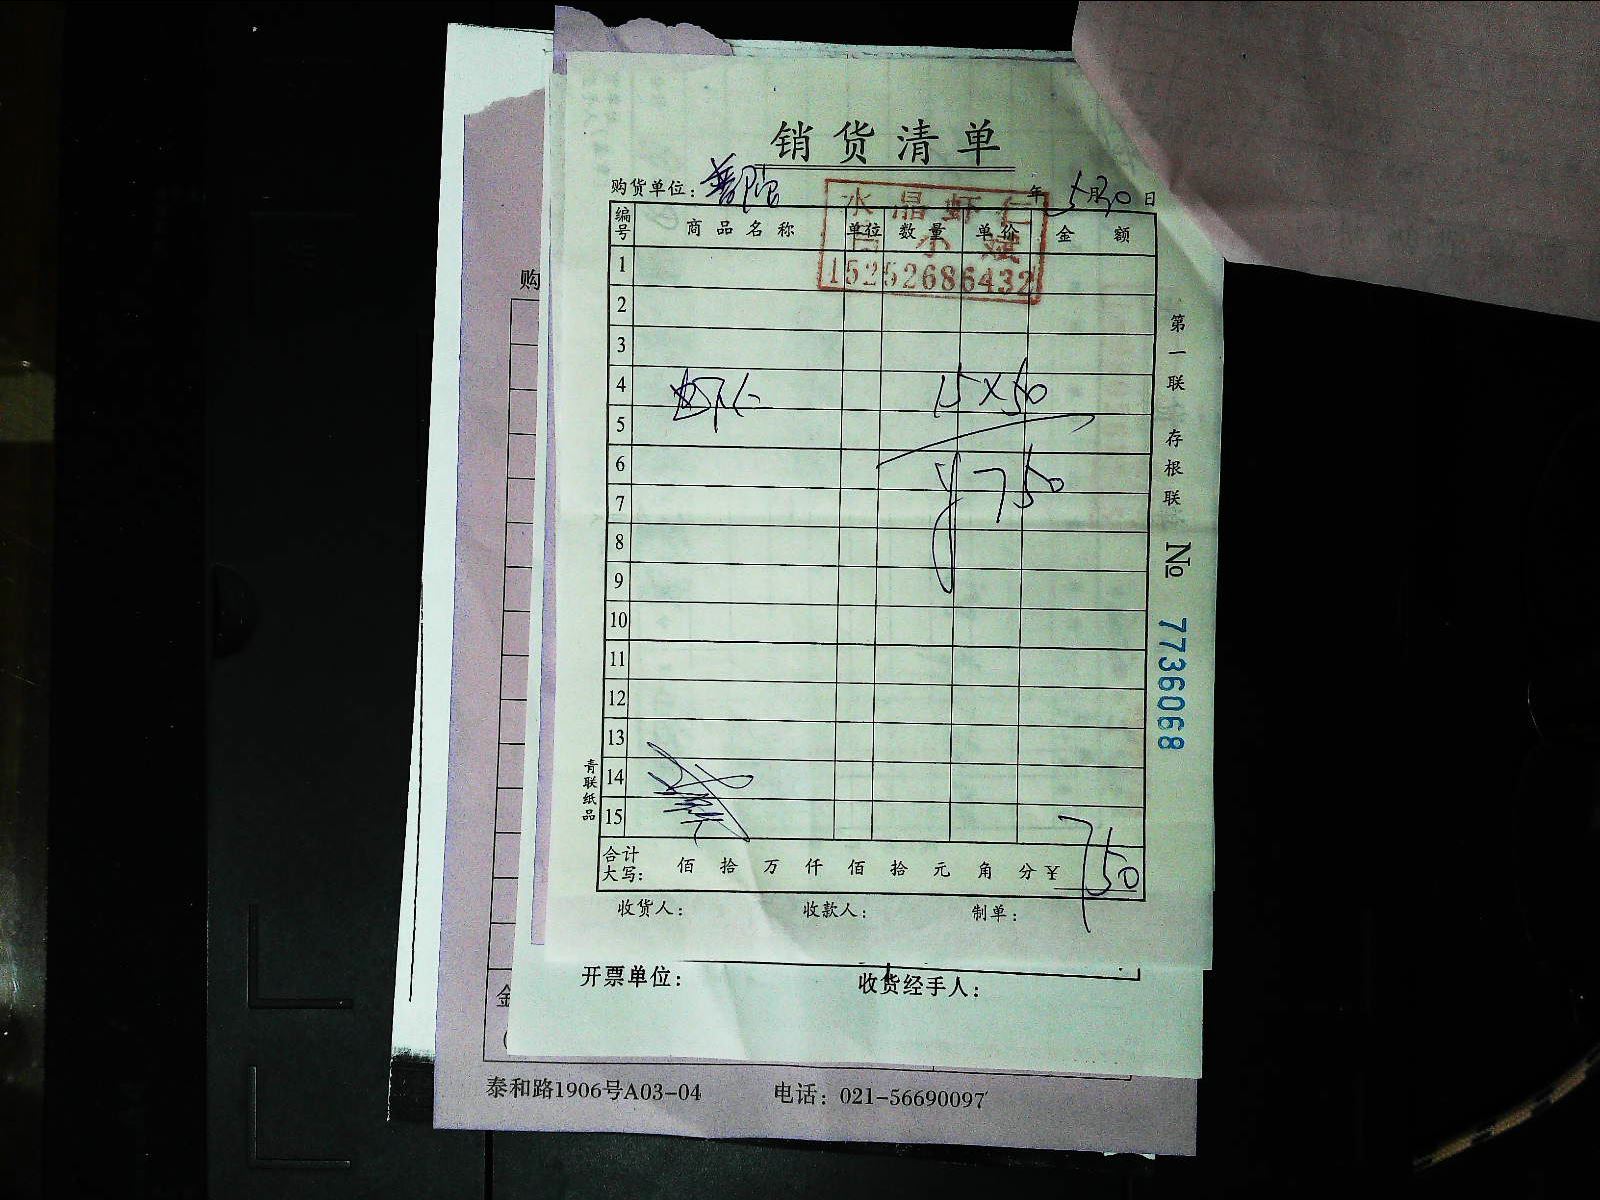 销货清单
购货单位: 年 5月30日
水晶虾仁
15252686432
编号 商品名称 单位 数量 单价 金额
1
2
3
4 虾仁 15×50
5
6 ¥750
7
8
9
10
11
12
13
14
15
合计大写: 佰 拾 万 仟 佰 拾 元 角 分 ¥ 750
收货人: 收款人: 制单:
青联纸品
第一联 存根联
No 7736068
购
开票单位: 收货经手人:
金
泰和路1906号A03-04 电话: 021-56690097